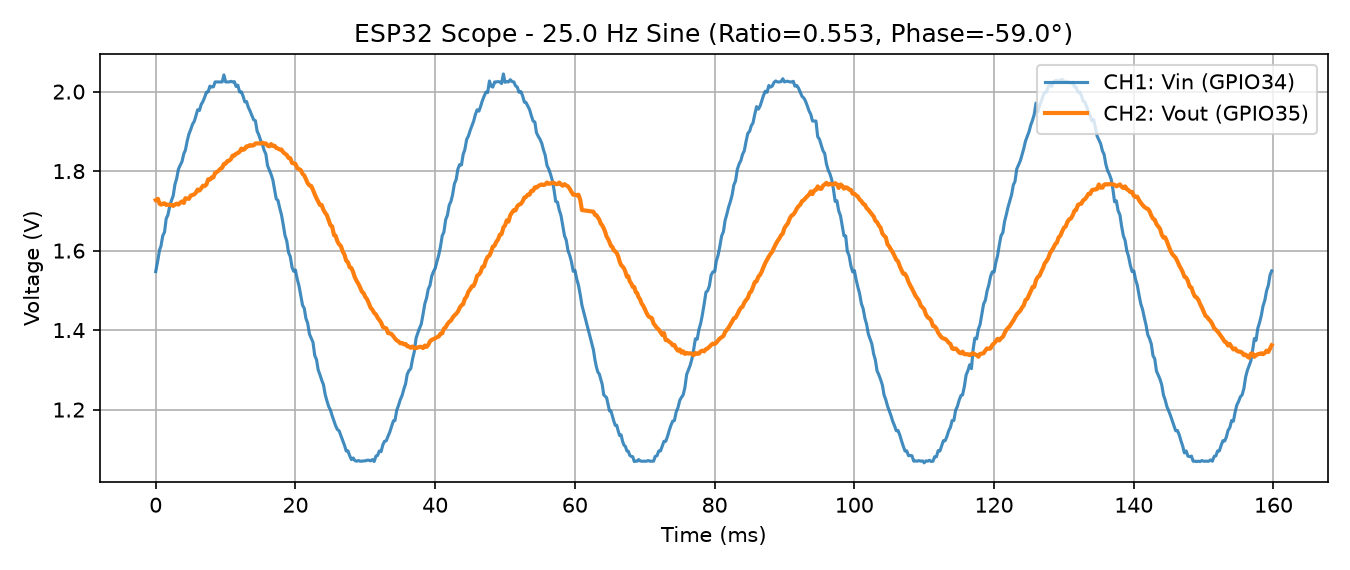 ESP32 Scope - 25.0 Hz Sine (Ratio=0.553, Phase=-59.0°)
CH1: Vin (GPIO34)
CH2: Vout (GPIO35)
Voltage (V)
2.0
1.8
1.6
1.4
1.2
0 20 40 60 80 100 120 140 160
Time (ms)